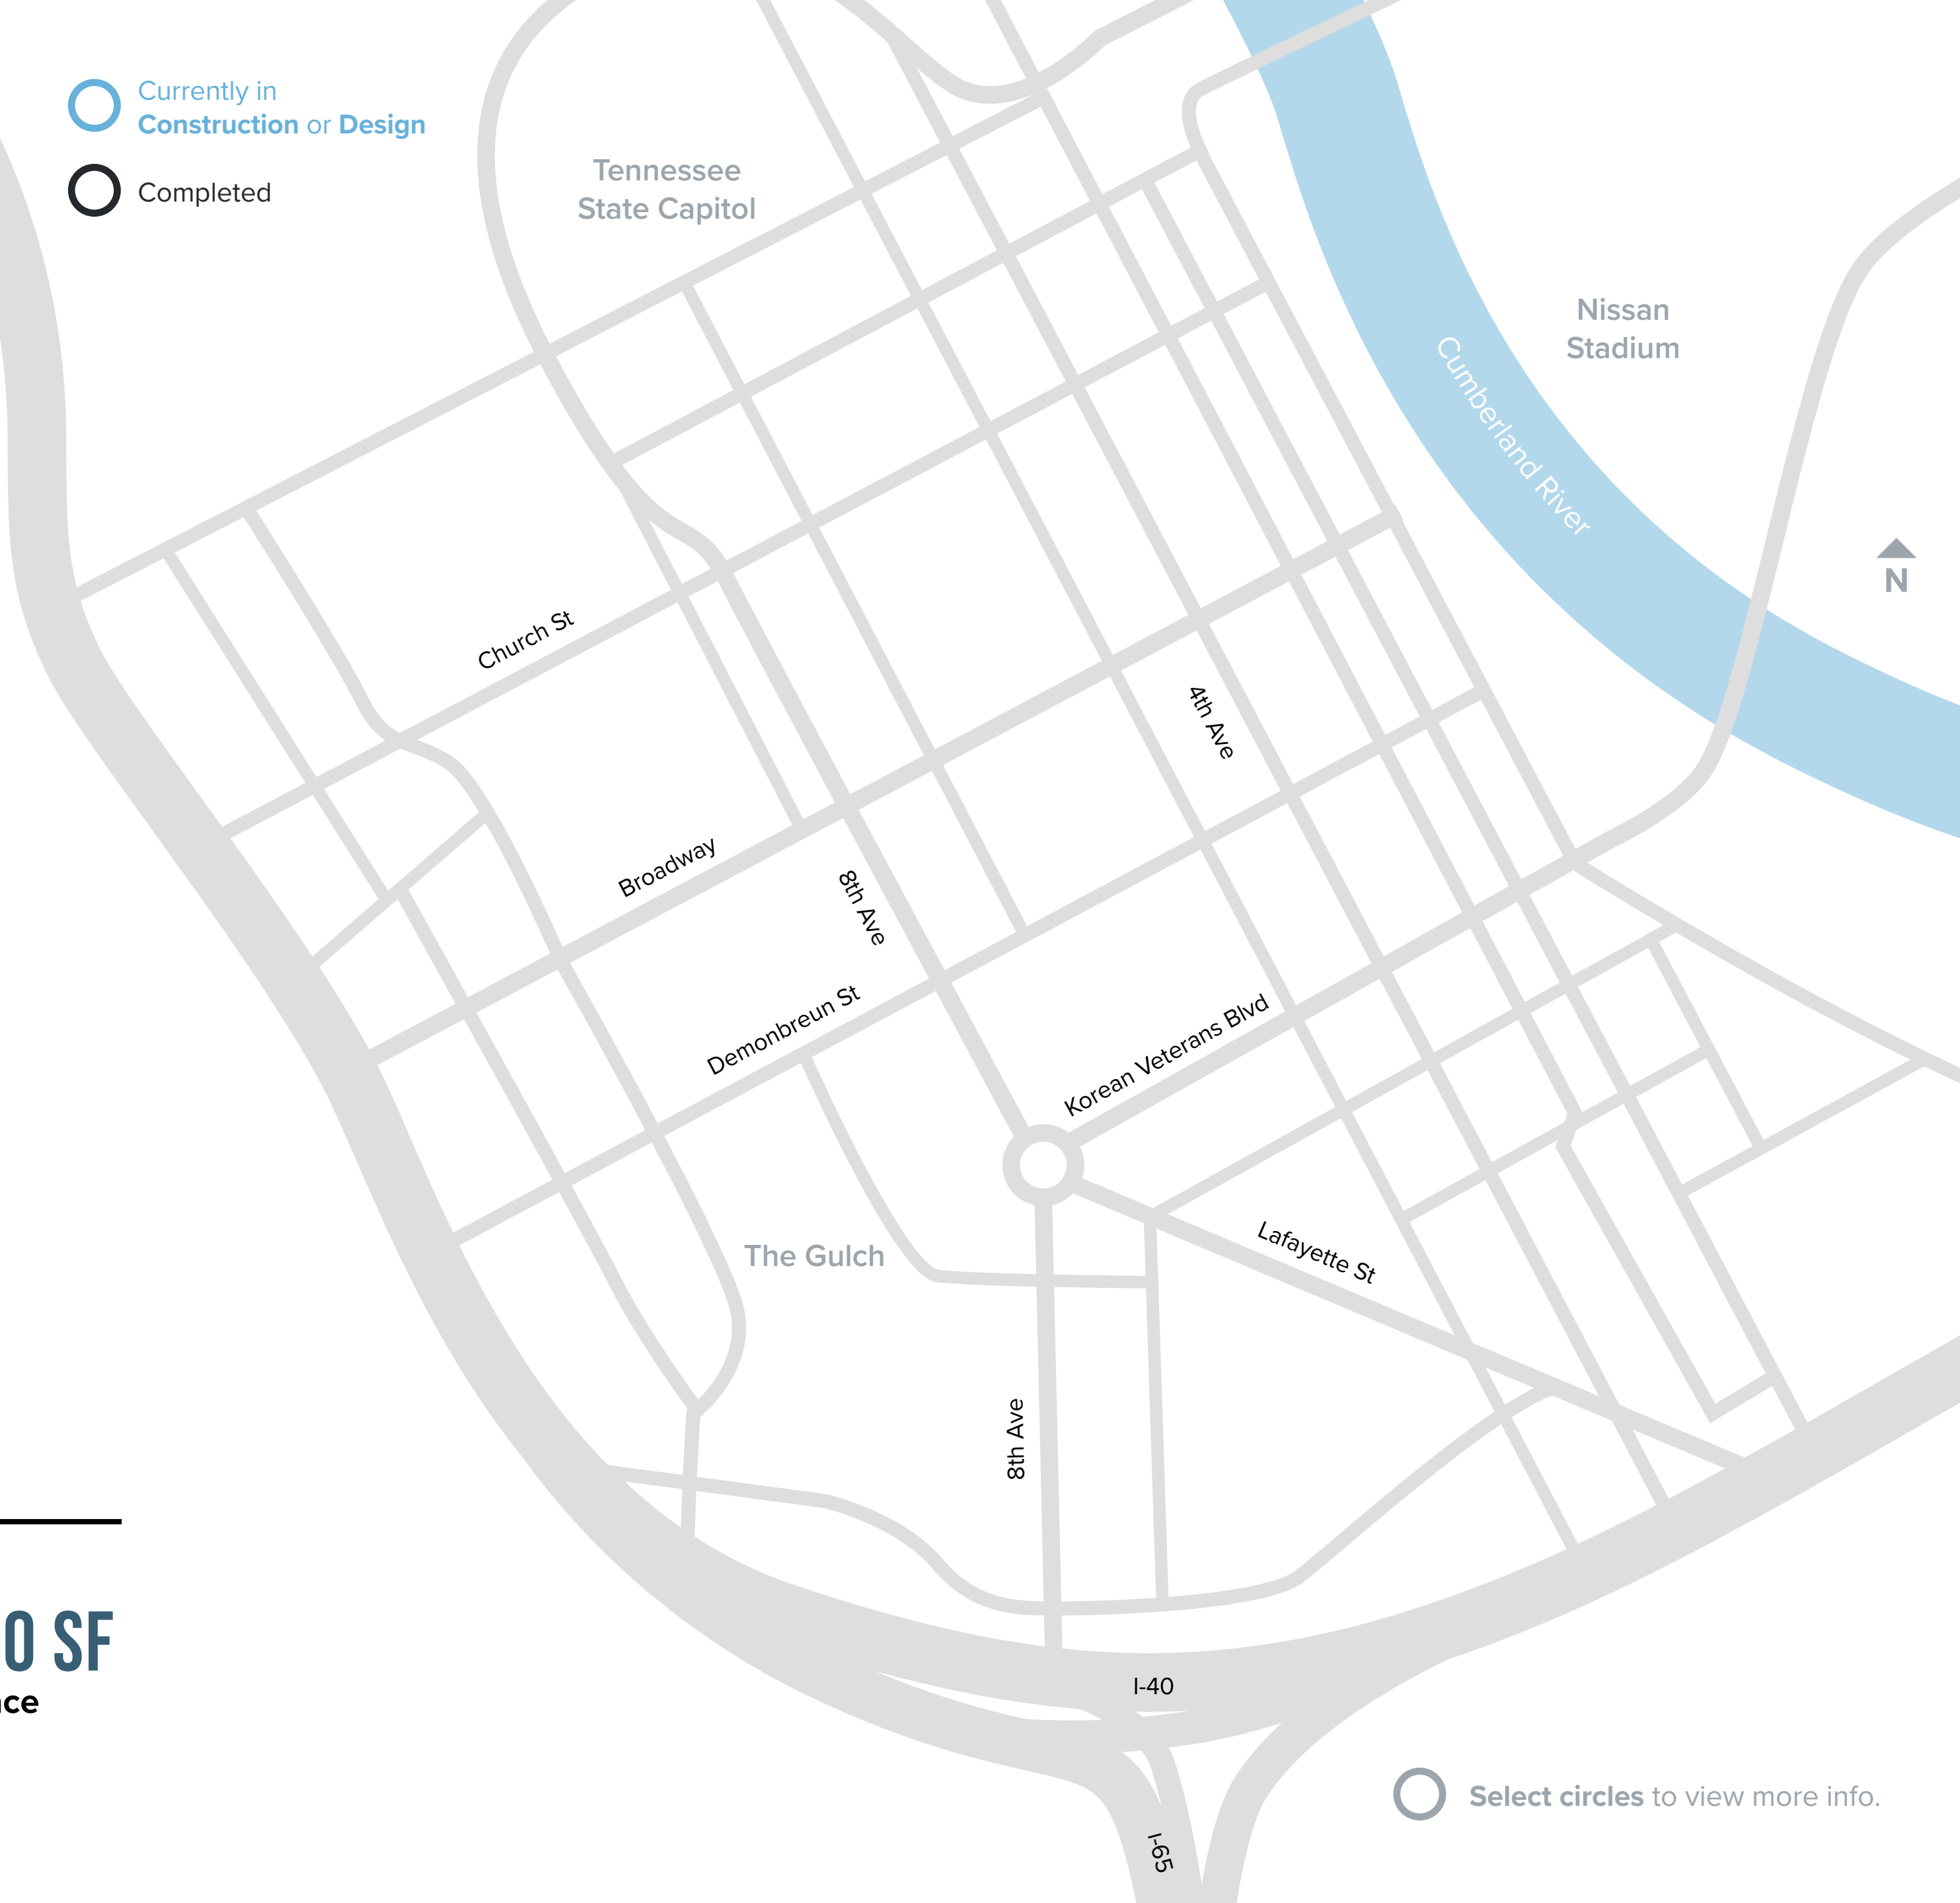 Currently in
Construction or Design
Completed
Tennessee
State Capitol
Nissan
Stadium
Cumberland River
N
Church St
4th Ave
Broadway
8th Ave
Demonbreun St
Korean Veterans Blvd
Lafayette St
The Gulch
8th Ave
0 SF
I-40
Select circles to view more info.
I-65